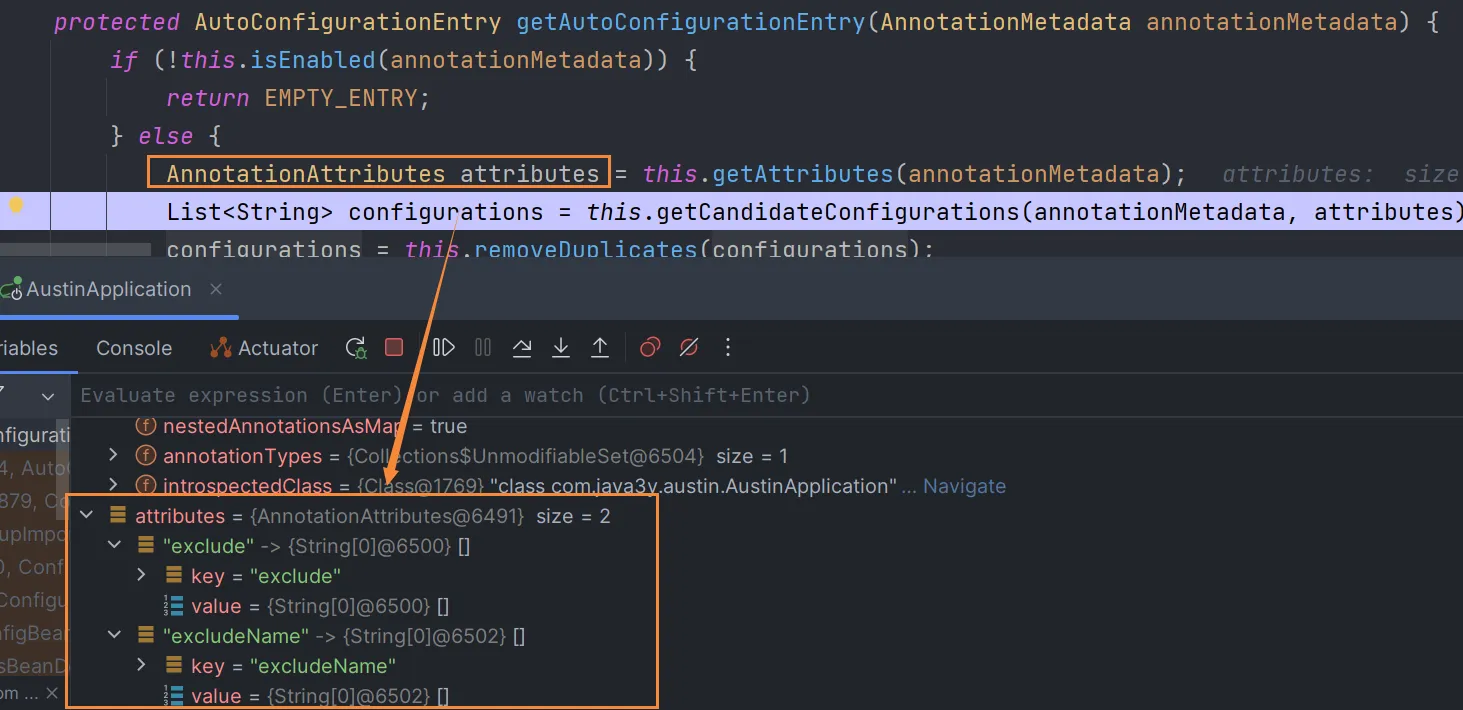 protected AutoConfigurationEntry getAutoConfigurationEntry(AnnotationMetadata annotationMetadata) {
if (!this.isEnabled(annotationMetadata)) {
return EMPTY_ENTRY;
} else {
AnnotationAttributes attributes = this.getAttributes(annotationMetadata); attributes: size
List<String> configurations = this.getCandidateConfigurations(annotationMetadata, attributes)
configurations = this.removeDuplicates(configurations);
AustinApplication ×
riables Console Actuator
Evaluate expression (Enter) or add a watch (Ctrl+Shift+Enter)
nestedAnnotationsAsMap = true
nfigurati
annotationTypes = {Collections$UnmodifiableSet@6504} size = 1
4, Auto
introspectedClass = {Class@1769} "class com.java3y.austin.AustinApplication" ... Navigate
879, Co
attributes = {AnnotationAttributes@6491} size = 2
upImpo
"exclude" -> {String[0]@6500} []
0, Conf
key = "exclude"
Configu
value = {String[0]@6500} []
nfigBear
"excludeName" -> {String[0]@6502} []
sBeanD
key = "excludeName"
om ... ×
value = {String[0]@6502} []